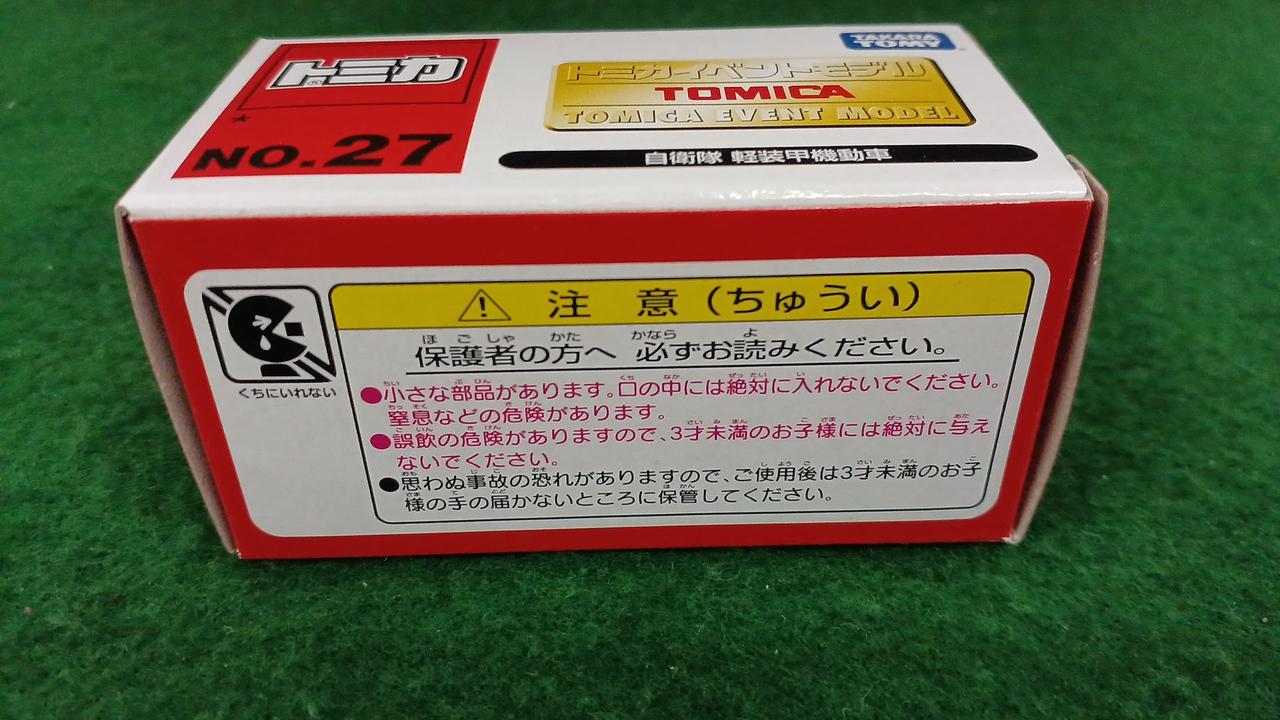 トミカ
NO.27
TAKARA TOMY
トミカイベントモデル
TOMICA
TOMICA EVENT MODEL
自衛隊 軽装甲機動車
くちにいれない
注 意（ちゅうい）
保護者の方へ 必ずお読みください。
●小さな部品があります。口の中には絶対に入れないでください。
窒息などの危険があります。
●誤飲の危険がありますので、3才未満のお子様には絶対に与え
ないでください。
●思わぬ事故の恐れがありますので、ご使用後は3才未満のお子
様の手の届かないところに保管してください。